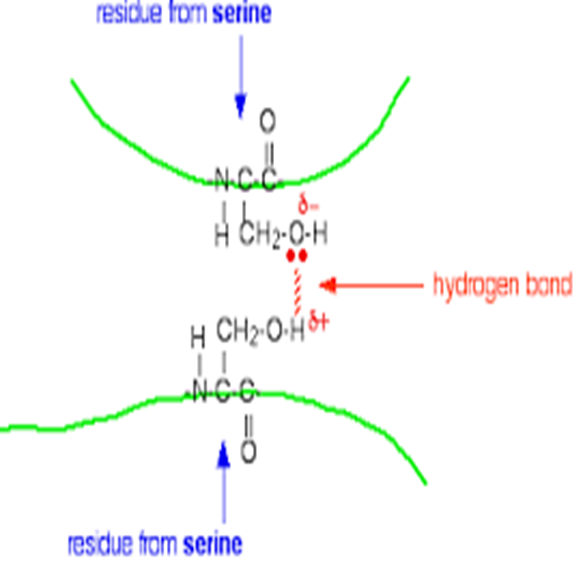 residue from serine
O
N-C-C
δ−
H CH2-O-H
hydrogen bond
H CH2-O-H δ+
-N-C-C
O
residue from serine